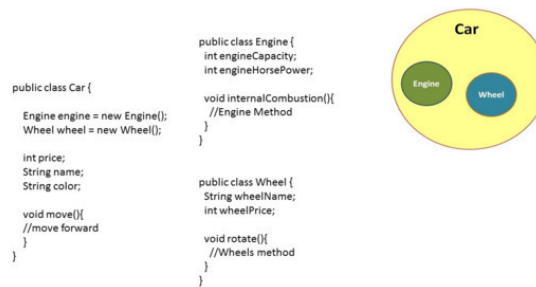 public class Car {
Engine engine = new Engine();
Wheel wheel = new Wheel();
int price;
String name;
String color;
void move(){
//move forward
}
}
public class Engine {
int engineCapacity;
int engineHorsePower;
void internalCombustion(){
//Engine Method
}
}
public class Wheel {
String wheelName;
int wheelPrice;
void rotate(){
//Wheels method
}
}
Car
Engine
Wheel